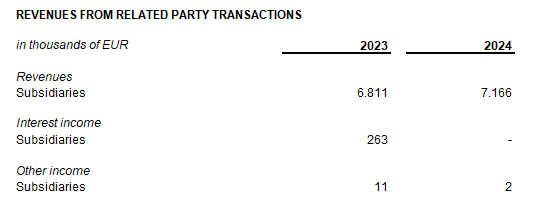 REVENUES FROM RELATED PARTY TRANSACTIONS
in thousands of EUR 2023 2024
Revenues
Subsidiaries 6.811 7.166
Interest income
Subsidiaries 263 -
Other income
Subsidiaries 11 2